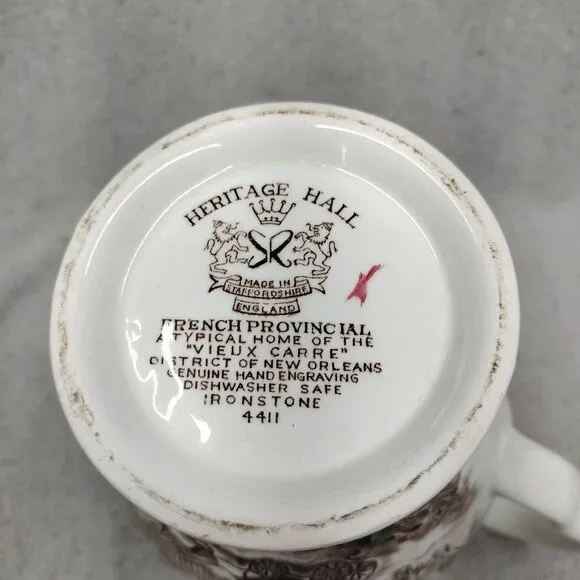 HERITAGE HALL
MADE IN
STAFFORDSHIRE
ENGLAND
FRENCH PROVINCIAL
A TYPICAL HOME OF THE
"VIEUX CARRE"
DISTRICT OF NEW ORLEANS
GENUINE HAND ENGRAVING
DISHWASHER SAFE
IRONSTONE
4411